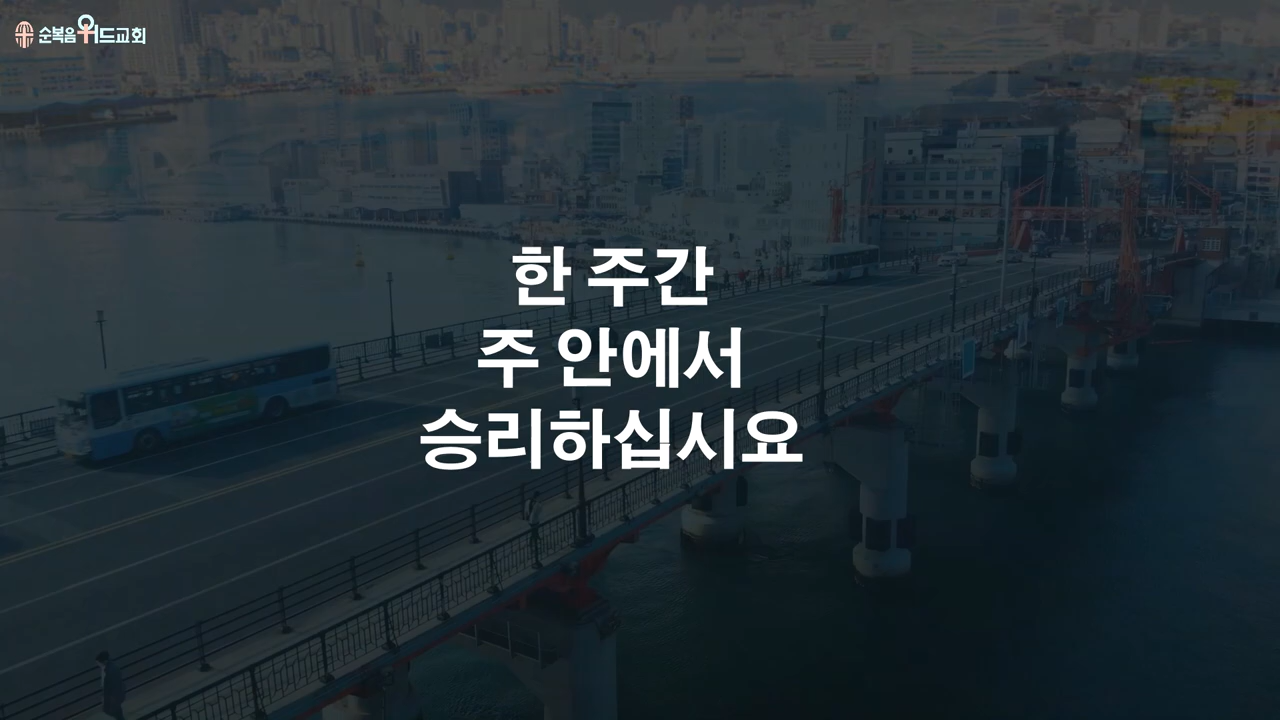 순복음워드교회
한 주간
주 안에서
승리하십시요